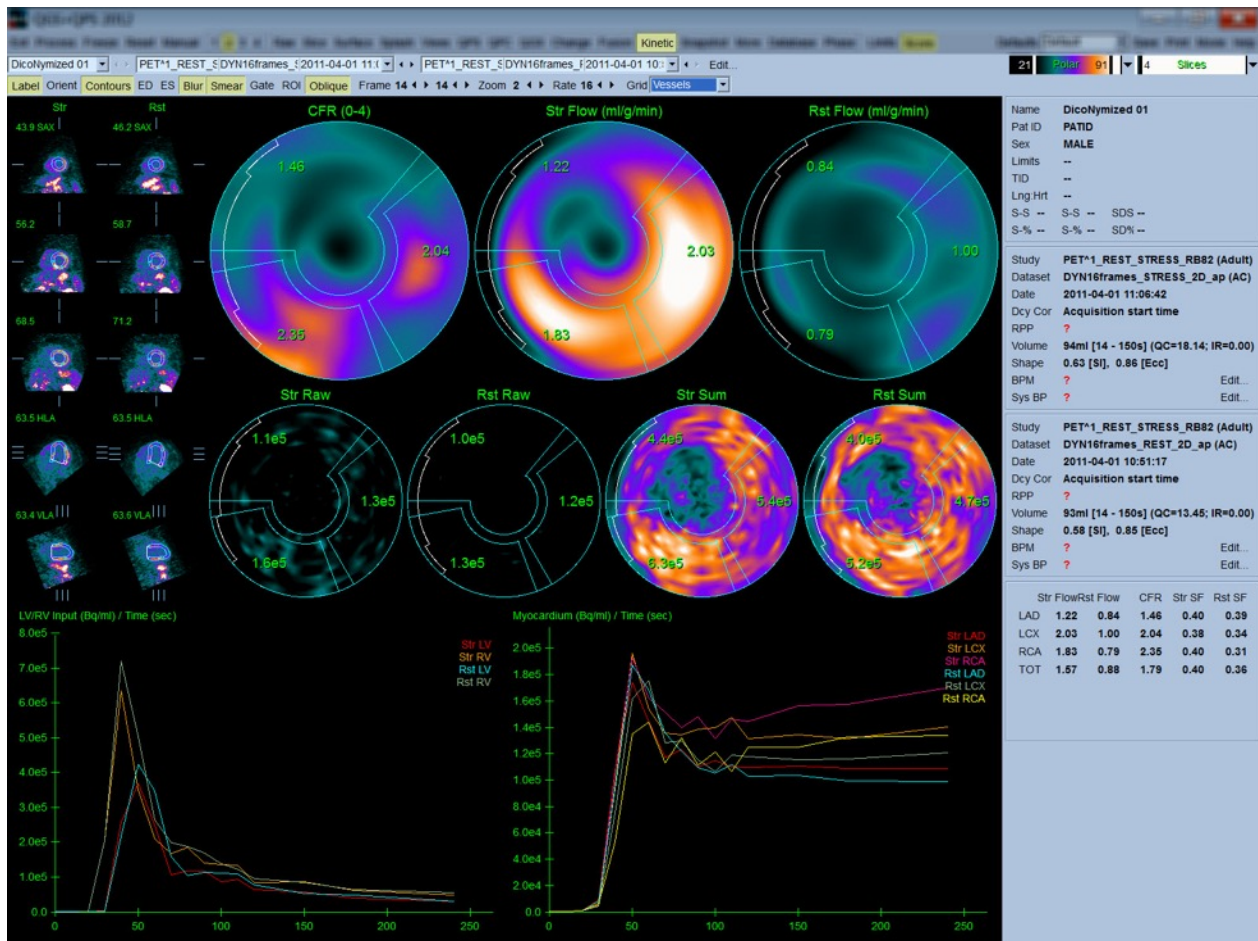 QGS+QPS 2012
Kinetic
DicoNymized 01 PET^1_REST_S DYN16frames_S 2011-04-01 11:0 PET^1_REST_S DYN16frames_F 2011-04-01 10: Edit...
21 Polar 91 4 Slices
Label Orient Contours ED ES Blur Smear Gate ROI Oblique Frame 14 14 Zoom 2 Rate 16 Grid Vessels
Str Rst
43.9 SAX 46.2 SAX
56.2 58.7
68.5 71.2
63.5 HLA 63.5 HLA
63.4 VLA 63.6 VLA
CFR (0-4)
1.46
2.04
2.35
Str Flow (ml/g/min)
1.22
2.03
1.83
Rst Flow (ml/g/min)
0.84
1.00
0.79
Str Raw
1.1e5
1.3e5
1.6e5
Rst Raw
1.0e5
1.2e5
1.3e5
Str Sum
4.4e5
5.4e5
6.3e5
Rst Sum
4.0e5
4.7e5
5.2e5
LV/RV Input (Bq/ml) / Time (sec)
8.0e5
7.0e5
6.0e5
5.0e5
4.0e5
3.0e5
2.0e5
1.0e5
0.0
0 50 100 150 200 250
Str LV
Str RV
Rst LV
Rst RV
Myocardium (Bq/ml) / Time (sec)
2.0e5
1.8e5
1.6e5
1.4e5
1.2e5
1.0e5
8.0e4
6.0e4
4.0e4
2.0e4
0.0
0 50 100 150 200 250
Str LAD
Str LCX
Str RCA
Rst LAD
Rst LCX
Rst RCA
Name DicoNymized 01
Pat ID PATID
Sex MALE
Limits --
TID --
Lng:Hrt --
S-S -- S-S -- SDS --
S-% -- S-% -- SD% --
Study PET^1_REST_STRESS_RB82 (Adult)
Dataset DYN16frames_STRESS_2D_ap (AC)
Date 2011-04-01 11:06:42
Dcy Cor Acquisition start time
RPP ?
Volume 94ml [14 - 150s] (QC=18.14; IR=0.00)
Shape 0.63 [SI], 0.86 [Ecc]
BPM ? Edit...
Sys BP ? Edit...
Study PET^1_REST_STRESS_RB82 (Adult)
Dataset DYN16frames_REST_2D_ap (AC)
Date 2011-04-01 10:51:17
Dcy Cor Acquisition start time
RPP ?
Volume 93ml [14 - 150s] (QC=13.45; IR=0.00)
Shape 0.58 [SI], 0.85 [Ecc]
BPM ? Edit...
Sys BP ? Edit...
Str Flow Rst Flow CFR Str SF Rst SF
LAD 1.22 0.84 1.46 0.40 0.39
LCX 2.03 1.00 2.04 0.38 0.34
RCA 1.83 0.79 2.35 0.40 0.31
TOT 1.57 0.88 1.79 0.40 0.36